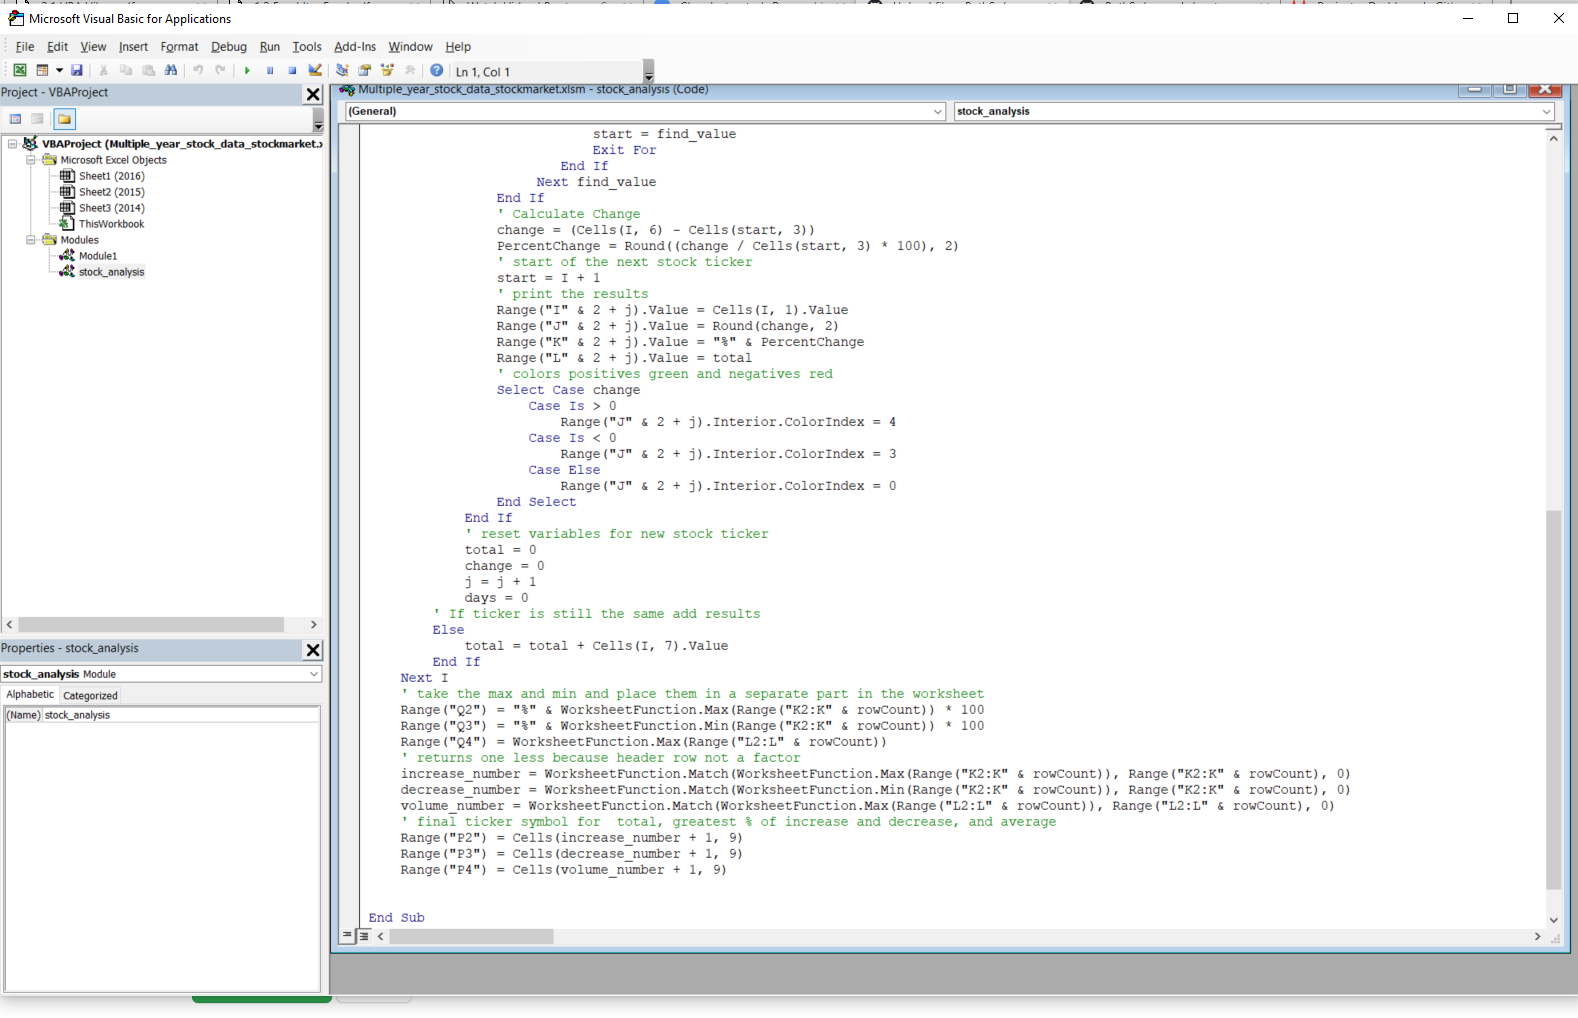 Microsoft Visual Basic for Applications
File Edit View Insert Format Debug Run Tools Add-Ins Window Help
Ln 1, Col 1
Project - VBAProject
VBAProject (Multiple_year_stock_data_stockmarket.x
Microsoft Excel Objects
Sheet1 (2016)
Sheet2 (2015)
Sheet3 (2014)
ThisWorkbook
Modules
Module1
stock_analysis
Properties - stock_analysis
stock_analysis Module
Alphabetic Categorized
(Name) stock_analysis
Multiple_year_stock_data_stockmarket.xlsm - stock_analysis (Code)
(General) stock_analysis
start = find_value
Exit For
End If
Next find_value
End If
' Calculate Change
change = (Cells(I, 6) - Cells(start, 3))
PercentChange = Round((change / Cells(start, 3) * 100), 2)
' start of the next stock ticker
start = I + 1
' print the results
Range("I" & 2 + j).Value = Cells(I, 1).Value
Range("J" & 2 + j).Value = Round(change, 2)
Range("K" & 2 + j).Value = "%" & PercentChange
Range("L" & 2 + j).Value = total
' colors positives green and negatives red
Select Case change
Case Is > 0
Range("J" & 2 + j).Interior.ColorIndex = 4
Case Is < 0
Range("J" & 2 + j).Interior.ColorIndex = 3
Case Else
Range("J" & 2 + j).Interior.ColorIndex = 0
End Select
End If
' reset variables for new stock ticker
total = 0
change = 0
j = j + 1
days = 0
' If ticker is still the same add results
Else
total = total + Cells(I, 7).Value
End If
Next I
' take the max and min and place them in a separate part in the worksheet
Range("Q2") = "%" & WorksheetFunction.Max(Range("K2:K" & rowCount)) * 100
Range("Q3") = "%" & WorksheetFunction.Min(Range("K2:K" & rowCount)) * 100
Range("Q4") = WorksheetFunction.Max(Range("L2:L" & rowCount))
' returns one less because header row not a factor
increase_number = WorksheetFunction.Match(WorksheetFunction.Max(Range("K2:K" & rowCount)), Range("K2:K" & rowCount), 0)
decrease_number = WorksheetFunction.Match(WorksheetFunction.Min(Range("K2:K" & rowCount)), Range("K2:K" & rowCount), 0)
volume_number = WorksheetFunction.Match(WorksheetFunction.Max(Range("L2:L" & rowCount)), Range("L2:L" & rowCount), 0)
' final ticker symbol for  total, greatest % of increase and decrease, and average
Range("P2") = Cells(increase_number + 1, 9)
Range("P3") = Cells(decrease_number + 1, 9)
Range("P4") = Cells(volume_number + 1, 9)
End Sub